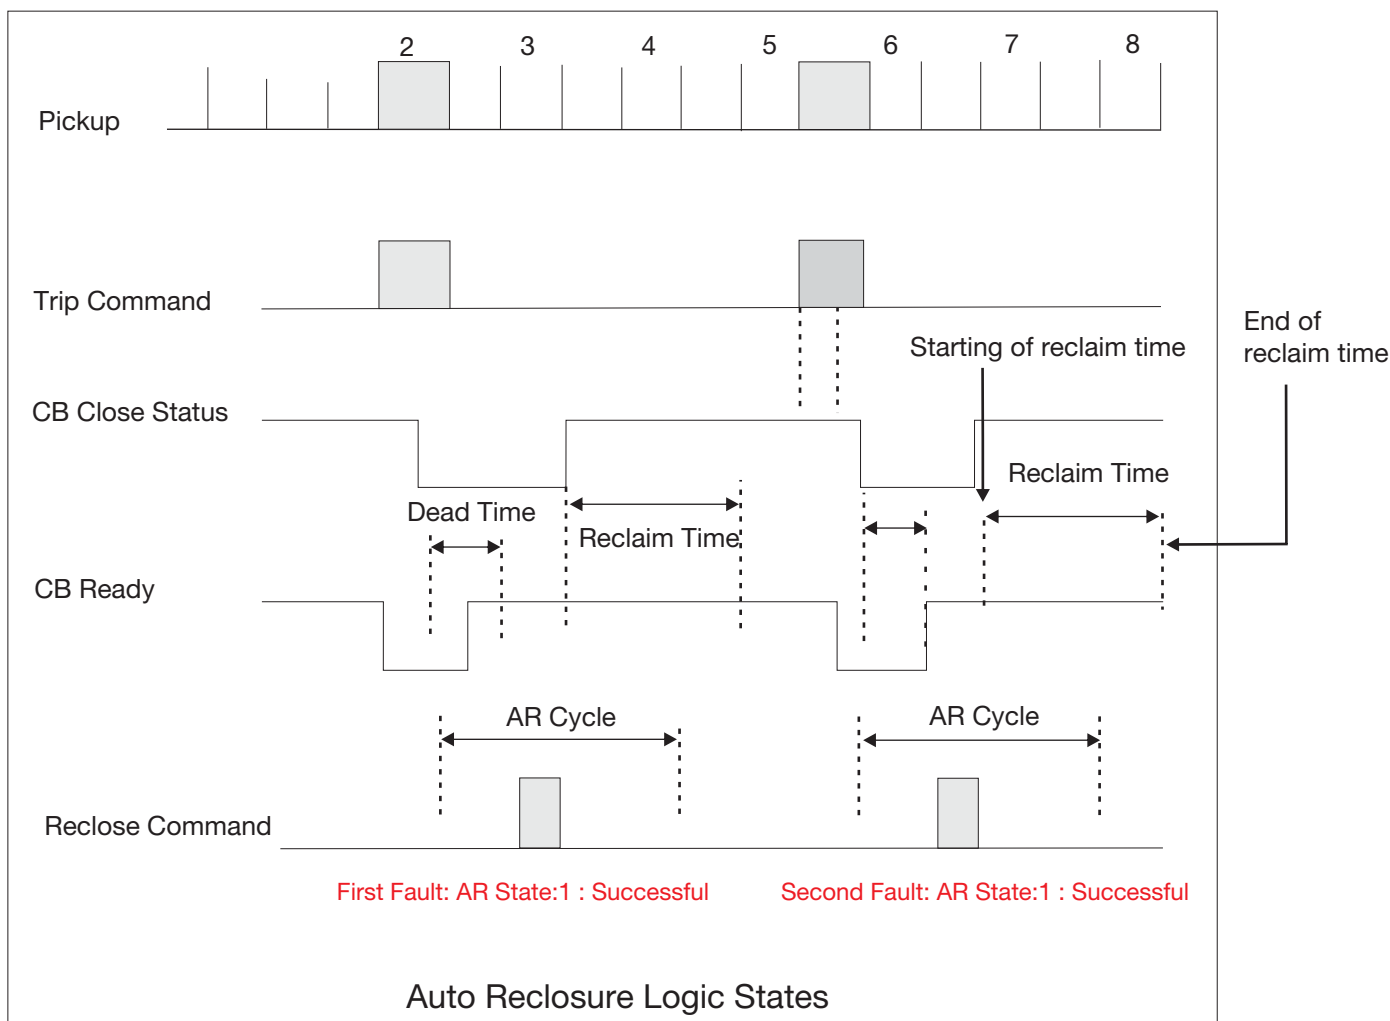 2 3 4 5 6 7 8
Pickup
Trip Command
End of
reclaim time
Starting of reclaim time
CB Close Status
Reclaim Time
Dead Time
Reclaim Time
CB Ready
AR Cycle
AR Cycle
Reclose Command
First Fault: AR State:1 : Successful
Second Fault: AR State:1 : Successful
Auto Reclosure Logic States